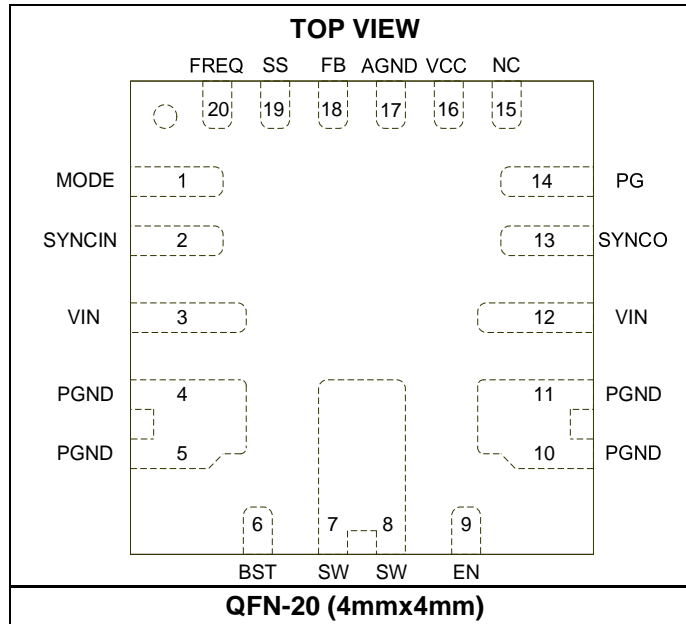 TOP VIEW
FREQ SS FB AGND VCC NC
20 19 18 17 16 15
MODE 1 14 PG
SYNCIN 2 13 SYNCO
VIN 3 12 VIN
PGND 4 11 PGND
PGND 5 10 PGND
6 7 8 9
BST SW SW EN
QFN-20 (4mmx4mm)